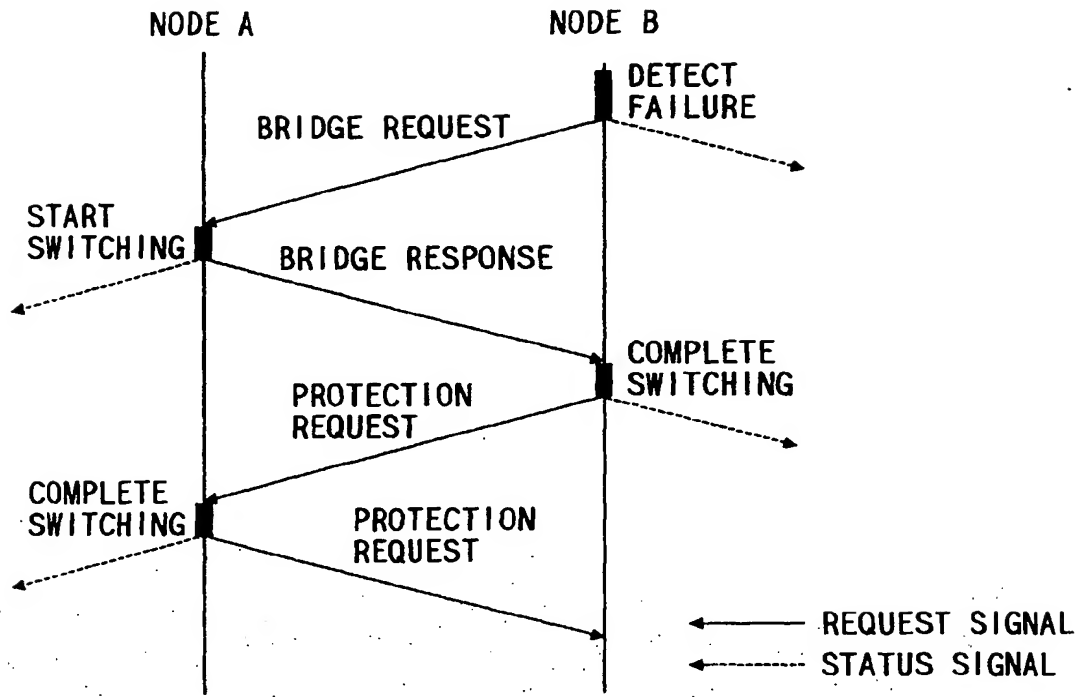 NODE A
NODE B
DETECT
FAILURE
BRIDGE REQUEST
START
SWITCHING
BRIDGE RESPONSE
COMPLETE
SWITCHING
PROTECTION
REQUEST
COMPLETE
SWITCHING
PROTECTION
REQUEST
REQUEST SIGNAL
STATUS SIGNAL